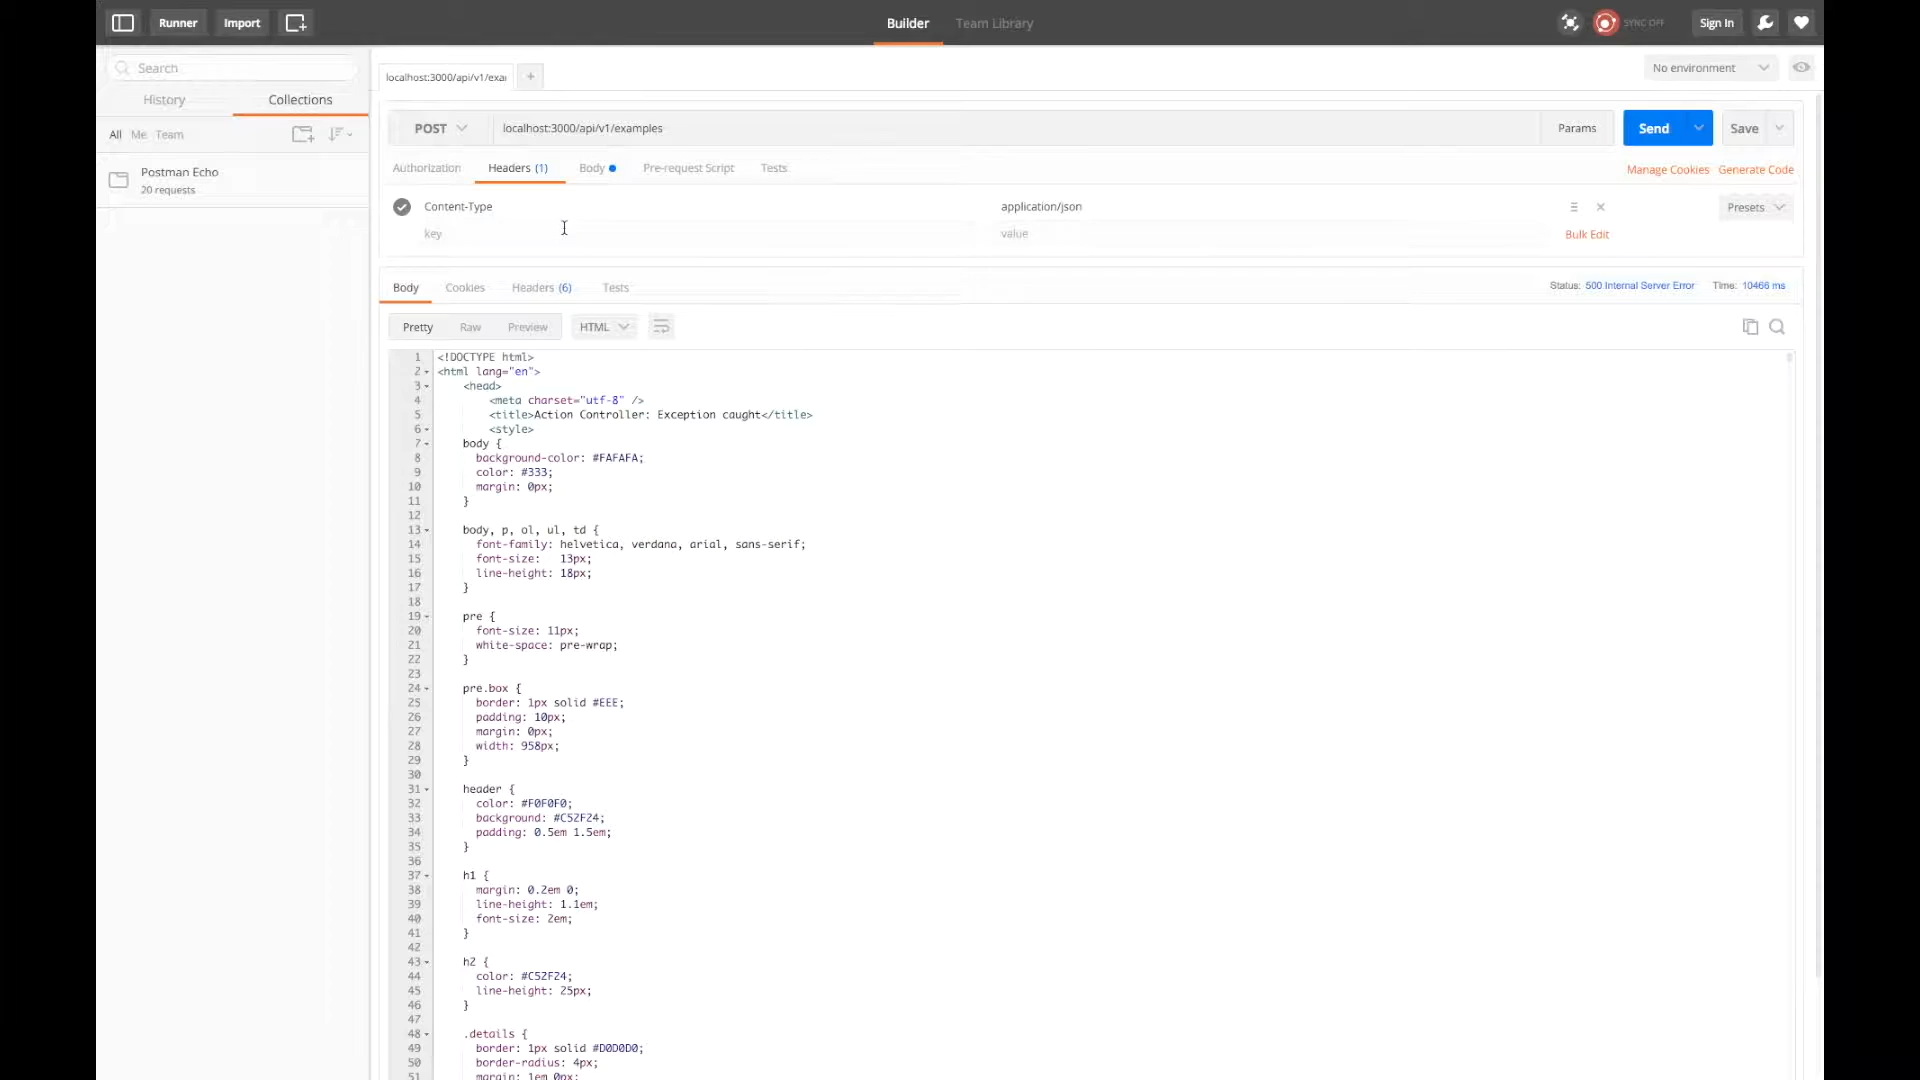 Runner Import Builder Team Library SYNC OFF Sign In
Search
History Collections
All Me Team
Postman Echo
20 requests
localhost:3000/api/v1/exa
No environment
POST localhost:3000/api/v1/examples Params Send Save
Authorization Headers (1) Body Pre-request Script Tests Manage Cookies Generate Code
Content-Type application/json Presets
key value Bulk Edit
Body Cookies Headers (6) Tests Status: 500 Internal Server Error Time: 10466 ms
Pretty Raw Preview HTML
1 <!DOCTYPE html>
2 <html lang="en">
3 <head>
4 <meta charset="utf-8" />
5 <title>Action Controller: Exception caught</title>
6 <style>
7 body {
8 background-color: #FAFAFA;
9 color: #333;
10 margin: 0px;
11 }
12
13 body, p, ol, ul, td {
14 font-family: helvetica, verdana, arial, sans-serif;
15 font-size: 13px;
16 line-height: 18px;
17 }
18
19 pre {
20 font-size: 11px;
21 white-space: pre-wrap;
22 }
23
24 pre.box {
25 border: 1px solid #EEE;
26 padding: 10px;
27 margin: 0px;
28 width: 958px;
29 }
30
31 header {
32 color: #F0F0F0;
33 background: #C52F24;
34 padding: 0.5em 1.5em;
35 }
36
37 h1 {
38 margin: 0.2em 0;
39 line-height: 1.1em;
40 font-size: 2em;
41 }
42
43 h2 {
44 color: #C52F24;
45 line-height: 25px;
46 }
47
48 .details {
49 border: 1px solid #D0D0D0;
50 border-radius: 4px;
51 margin: 1em 0px;